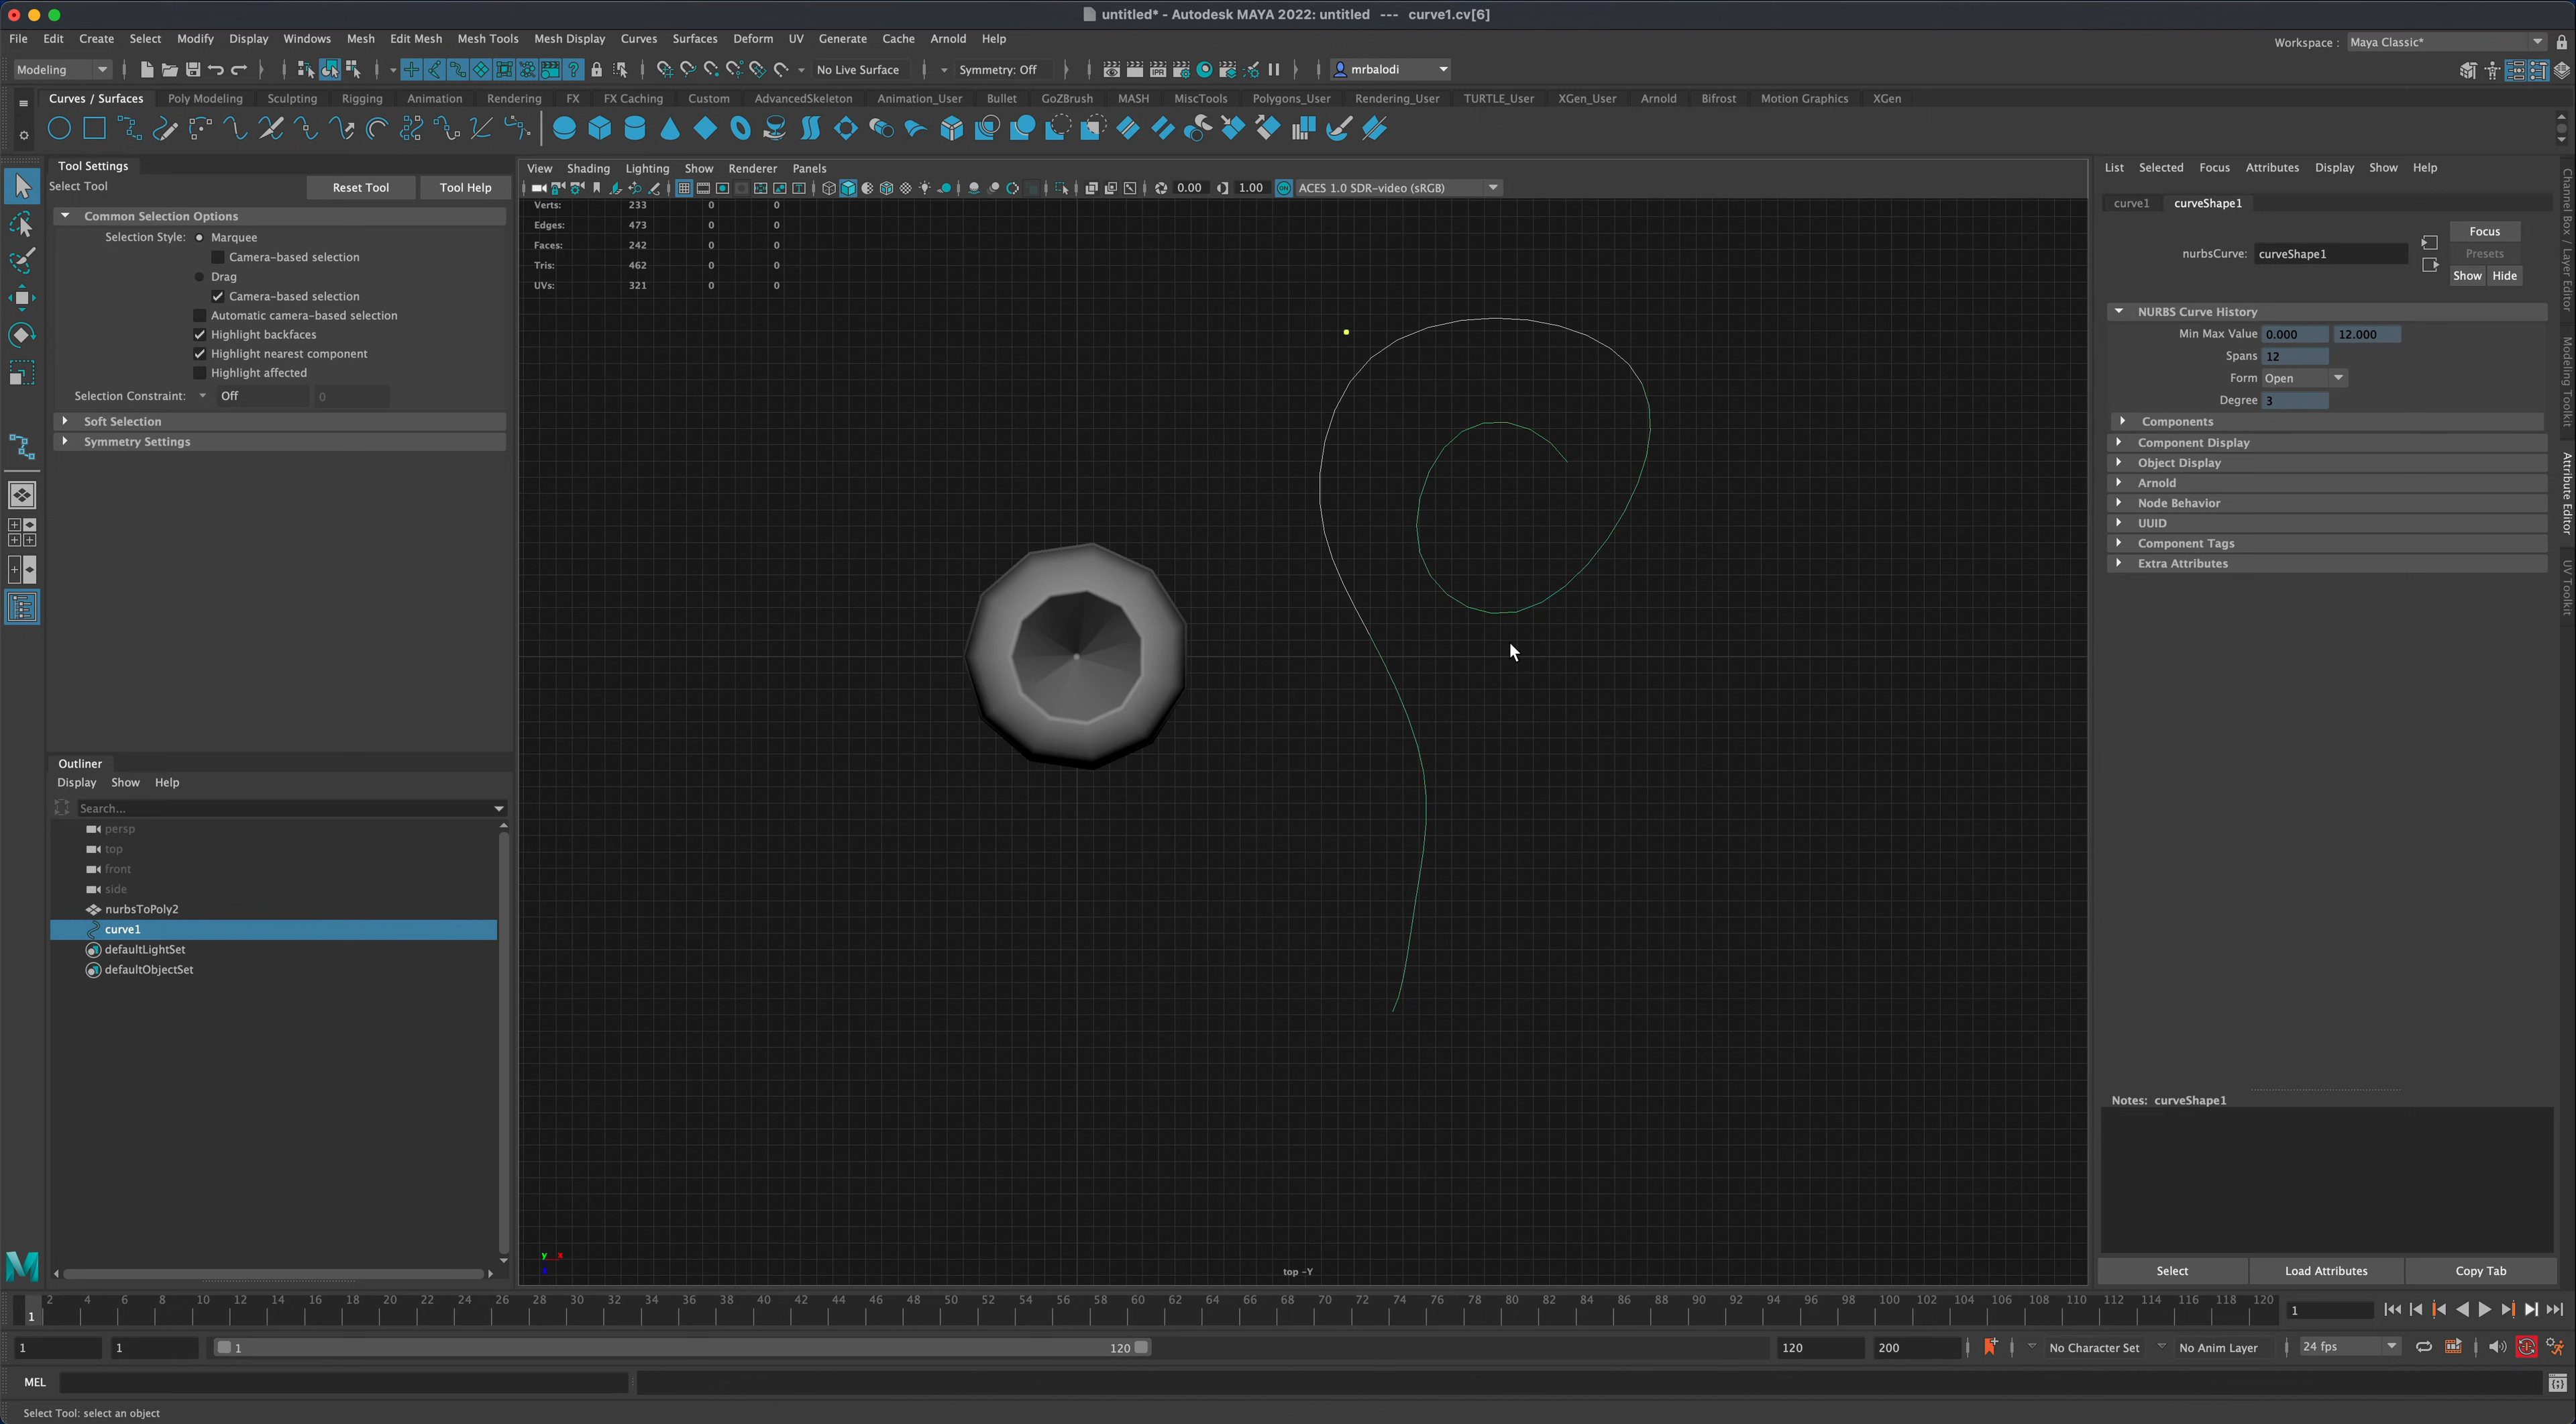 untitled* - Autodesk MAYA 2022: untitled --- curve1.cv[6]
File Edit Create Select Modify Display Windows Mesh Edit Mesh Mesh Tools Mesh Display Curves Surfaces Deform UV Generate Cache Arnold Help
Workspace : Maya Classic*
Modeling No Live Surface Symmetry: Off IPR mrbalodi
Curves / Surfaces Poly Modeling Sculpting Rigging Animation Rendering FX FX Caching Custom AdvancedSkeleton Animation_User Bullet GoZBrush MASH MiscTools Polygons_User Rendering_User TURTLE_User XGen_User Arnold Bifrost Motion Graphics XGen
Tool Settings
Select Tool Reset Tool Tool Help
Common Selection Options
Selection Style: Marquee
Camera-based selection
Drag
Camera-based selection
Automatic camera-based selection
Highlight backfaces
Highlight nearest component
Highlight affected
Selection Constraint: Off 0
Soft Selection
Symmetry Settings
Outliner
Display Show Help
Search...
persp
top
front
side
nurbsToPoly2
curve1
defaultLightSet
defaultObjectSet
View Shading Lighting Show Renderer Panels
0.00 1.00 ON ACES 1.0 SDR-video (sRGB)
Verts: 233 0 0
Edges: 473 0 0
Faces: 242 0 0
Tris: 462 0 0
UVs: 321 0 0
y x
top -Y
List Selected Focus Attributes Display Show Help
curve1 curveShape1
nurbsCurve: curveShape1
Focus
Presets
Show Hide
NURBS Curve History
Min Max Value 0.000 12.000
Spans 12
Form Open
Degree 3
Components
Component Display
Object Display
Arnold
Node Behavior
UUID
Component Tags
Extra Attributes
Notes: curveShape1
Select Load Attributes Copy Tab
Channel Box / Layer Editor
Modeling Toolkit
Attribute Editor
UV Toolkit
2 4 6 8 10 12 14 16 18 20 22 24 26 28 30 32 34 36 38 40 42 44 46 48 50 52 54 56 58 60 62 64 66 68 70 72 74 76 78 80 82 84 86 88 90 92 94 96 98 100 102 104 106 108 110 112 114 116 118 120
1 1
1 1 1 120 120 200 No Character Set No Anim Layer 24 fps
MEL
Select Tool: select an object